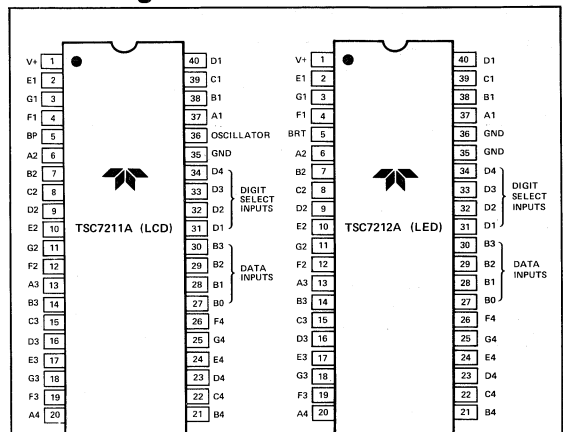 V+ 1 40 D1
E1 2 39 C1
G1 3 38 B1
F1 4 37 A1
BP 5 36 OSCILLATOR
A2 6 35 GND
B2 7 34 D4
C2 8 33 D3
D2 9 32 D2
E2 10 31 D1
G2 11 30 B3
F2 12 29 B2
A3 13 28 B1
B3 14 27 B0
C3 15 26 F4
D3 16 25 G4
E3 17 24 E4
G3 18 23 D4
F3 19 22 C4
A4 20 21 B4
TSC7211A (LCD)
DIGIT
SELECT
INPUTS
DATA
INPUTS
V+ 1 40 D1
E1 2 39 C1
G1 3 38 B1
F1 4 37 A1
BRT 5 36 GND
A2 6 35 GND
B2 7 34 D4
C2 8 33 D3
D2 9 32 D2
E2 10 31 D1
G2 11 30 B3
F2 12 29 B2
A3 13 28 B1
B3 14 27 B0
C3 15 26 F4
D3 16 25 G4
E3 17 24 E4
G3 18 23 D4
F3 19 22 C4
A4 20 21 B4
TSC7212A (LED)
DIGIT
SELECT
INPUTS
DATA
INPUTS